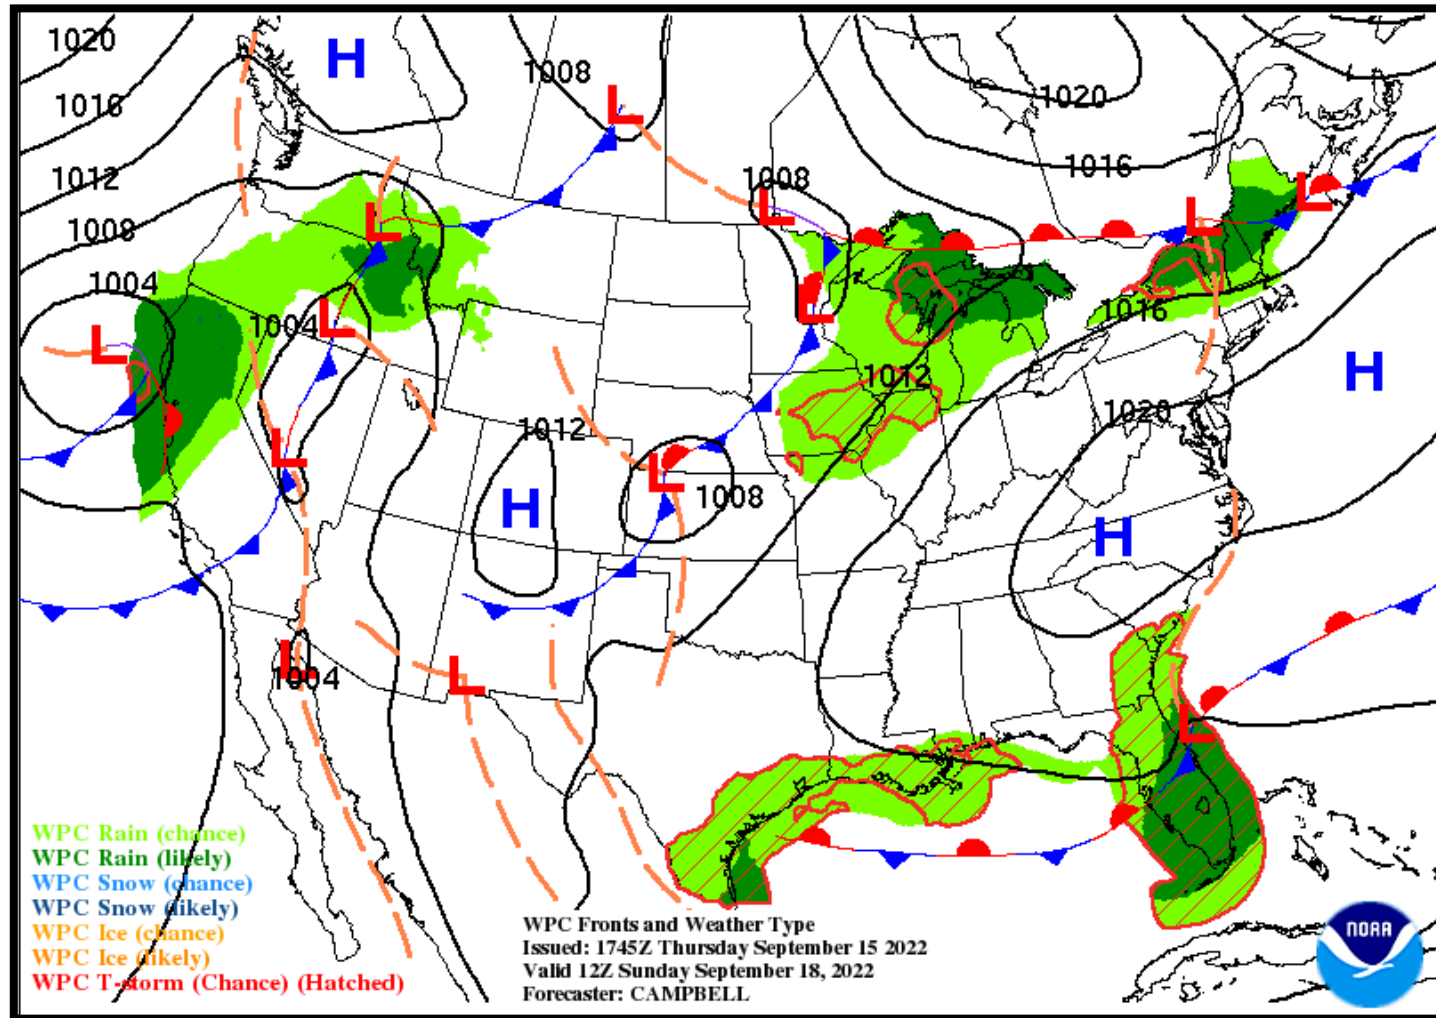 1020
H
1008
1020
1016
1016
L
1012
1008
L
L
1008
L
L
1004
1016
1004
L
L
L
H
1012
1020
1012
L
L
1008
H
H
L
1004
L
L
WPC Rain (chance)
WPC Rain (likely)
WPC Snow (chance)
WPC Snow (likely)
WPC Ice (chance)
WPC Ice (likely)
WPC T-storm (Chance) (Hatched)
WPC Fronts and Weather Type
Issued: 1745Z Thursday September 15 2022
Valid 12Z Sunday September 18, 2022
Forecaster: CAMPBELL
NOAA